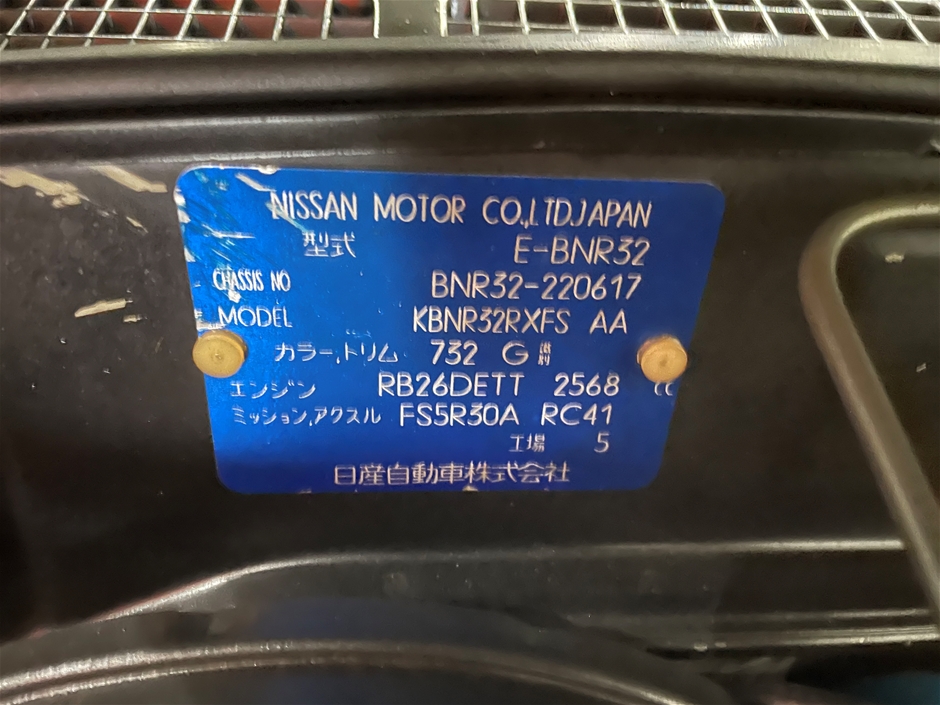 NISSAN MOTOR CO.,LTD.JAPAN
型式 E-BNR32
CHASSIS NO BNR32-220617
MODEL KBNR32RXFS AA
カラー,トリム 732 G
エンジン RB26DETT 2568 cc
ミッション,アクスル FS5R30A RC41
工場 5
日産自動車株式会社